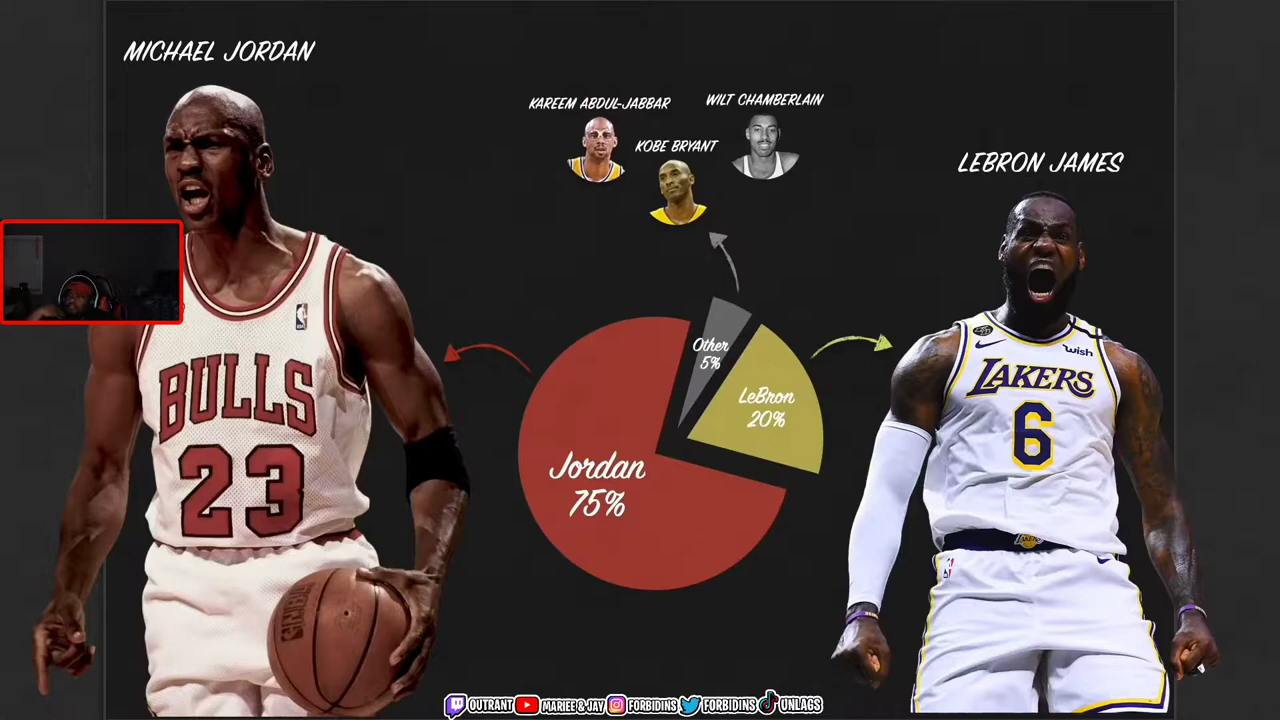 MICHAEL JORDAN
KAREEM ABDUL-JABBAR
WILT CHAMBERLAIN
KOBE BRYANT
LEBRON JAMES
Other
5%
LeBron
20%
Jordan
75%
BULLS
23
wish
LAKERS
6
OUTRANT MARIEE & JAY FORBIDINS FORBIDINS UNLAGS